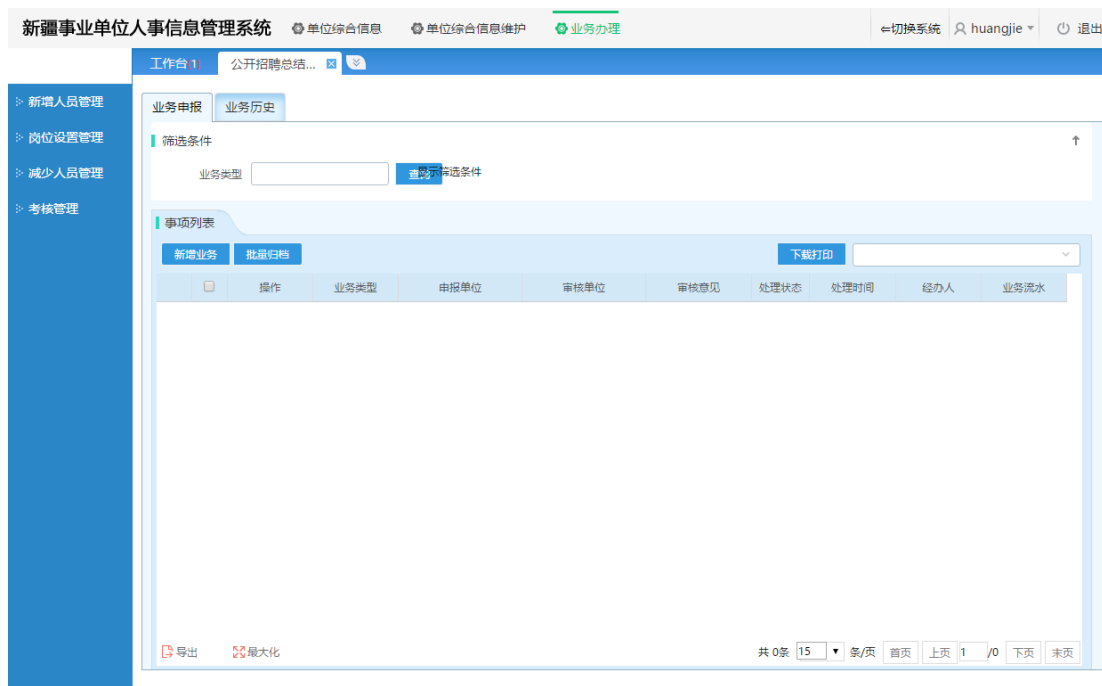 新疆事业单位人事信息管理系统 单位综合信息 单位综合信息维护 业务办理 ⇐切换系统 huangjie 退出
工作台(1) 公开招聘总结...
新增人员管理
岗位设置管理
减少人员管理
考核管理
业务申报 业务历史
筛选条件
业务类型 查询 显示筛选条件
事项列表
新增业务 批量归档 下载打印
操作 业务类型 申报单位 审核单位 审核意见 处理状态 处理时间 经办人 业务流水
导出 最大化 共 0条 15 条/页 首页 上页 1 /0 下页 末页